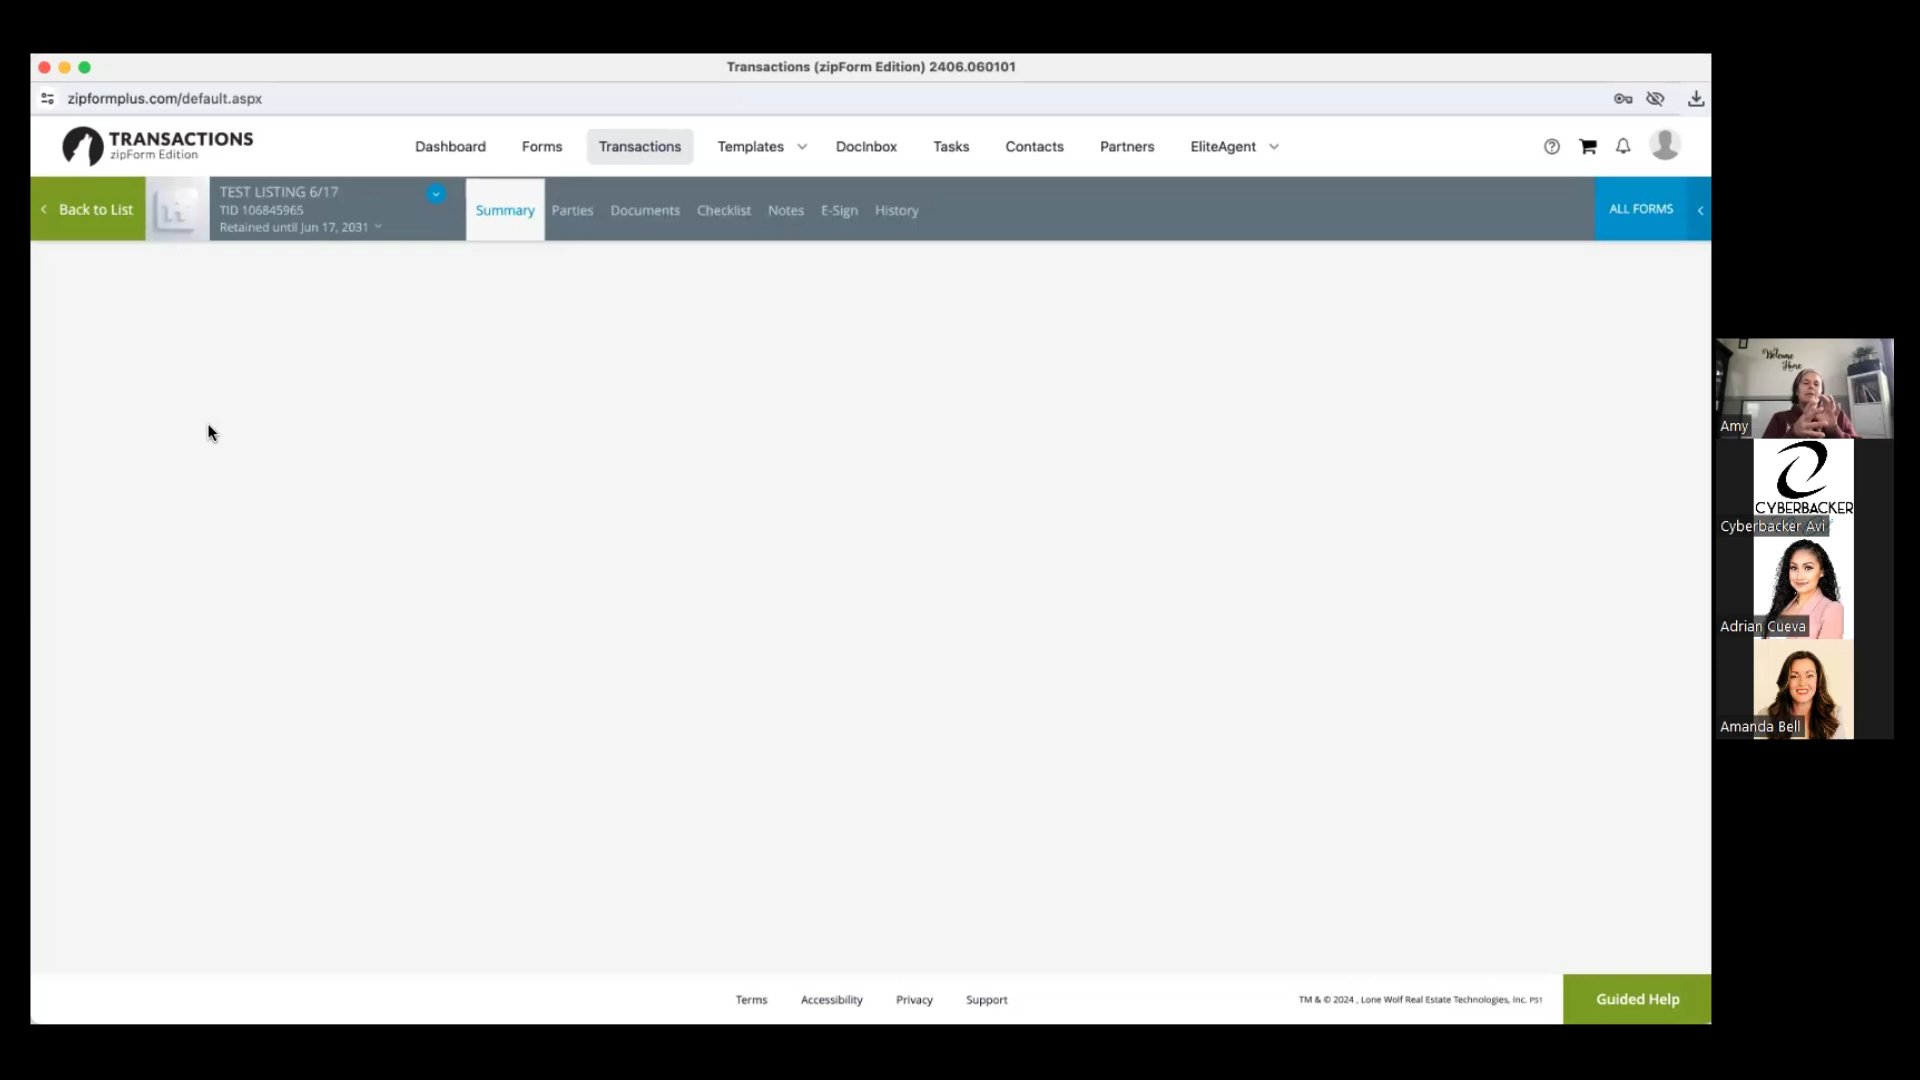 Transactions (zipForm Edition) 2406.060101
zipformplus.com/default.aspx
TRANSACTIONS
zipForm Edition
Dashboard Forms Transactions Templates DocInbox Tasks Contacts Partners EliteAgent
Back to List
TEST LISTING 6/17
TID 106845965
Retained until Jun 17, 2031
Summary Parties Documents Checklist Notes E-Sign History
ALL FORMS
Welcome
Home
Amy
CYBERBACKER
Cyberbacker Avi
Adrian Cueva
Amanda Bell
Terms Accessibility Privacy Support
TM & © 2024 , Lone Wolf Real Estate Technologies, Inc. PS1
Guided Help